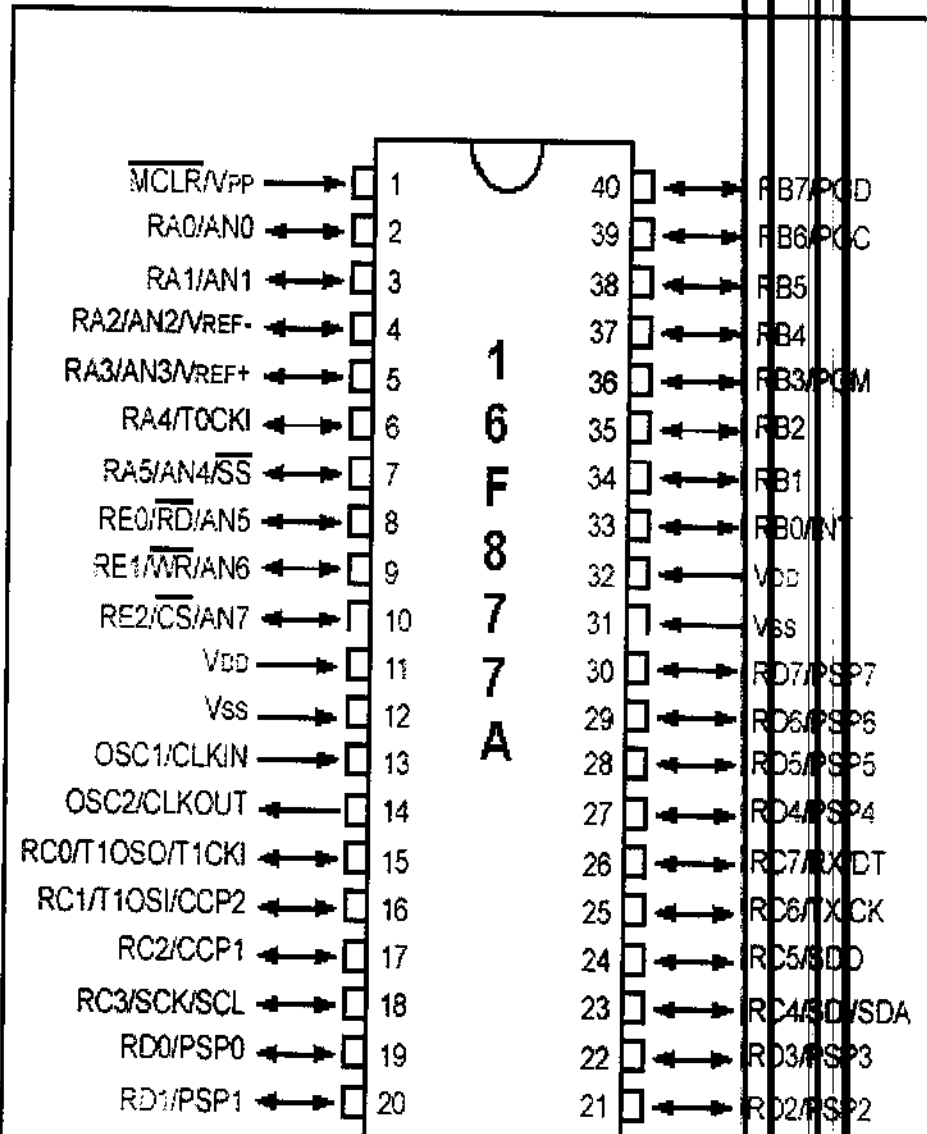 MCLR/VPP 1 40 RB7/PGD
RA0/AN0 2 39 RB6/PGC
RA1/AN1 3 38 RB5
RA2/AN2/VREF- 4 37 RB4
RA3/AN3/VREF+ 5 36 RB3/PGM
RA4/T0CKI 6 35 RB2
RA5/AN4/SS 7 34 RB1
RE0/RD/AN5 8 33 RB0/INT
RE1/WR/AN6 9 32 VDD
RE2/CS/AN7 10 31 VSS
VDD 11 30 RD7/PSP7
VSS 12 29 RD6/PSP6
OSC1/CLKIN 13 28 RD5/PSP5
OSC2/CLKOUT 14 27 RD4/PSP4
RC0/T1OSO/T1CKI 15 26 RC7/RX/DT
RC1/T1OSI/CCP2 16 25 RC6/TX/CK
RC2/CCP1 17 24 RC5/SDO
RC3/SCK/SCL 18 23 RC4/SDI/SDA
RD0/PSP0 19 22 RD3/PSP3
RD1/PSP1 20 21 RD2/PSP2
1
6
F
8
7
7
A